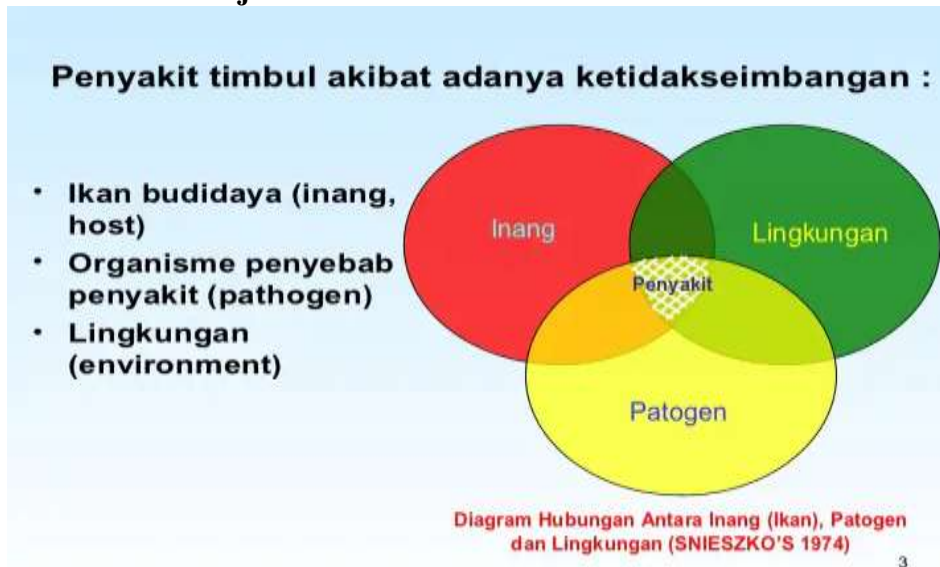 Penyakit timbul akibat adanya ketidakseimbangan :
• Ikan budidaya (inang,
host)
• Organisme penyebab
penyakit (pathogen)
• Lingkungan
(environment)
Inang
Lingkungan
Penyakit
Patogen
Diagram Hubungan Antara Inang (Ikan), Patogen
dan Lingkungan (SNIESZKO'S 1974)
3